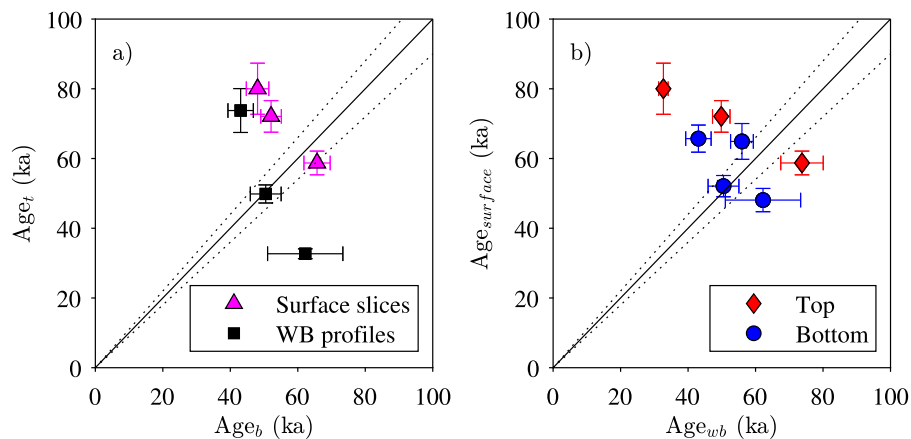 a)
100
80
60
40
20
0
Age_t (ka)
0 20 40 60 80 100
Age_b (ka)
Surface slices
WB profiles
b)
100
80
60
40
20
0
Age_surface (ka)
0 20 40 60 80 100
Age_wb (ka)
Top
Bottom